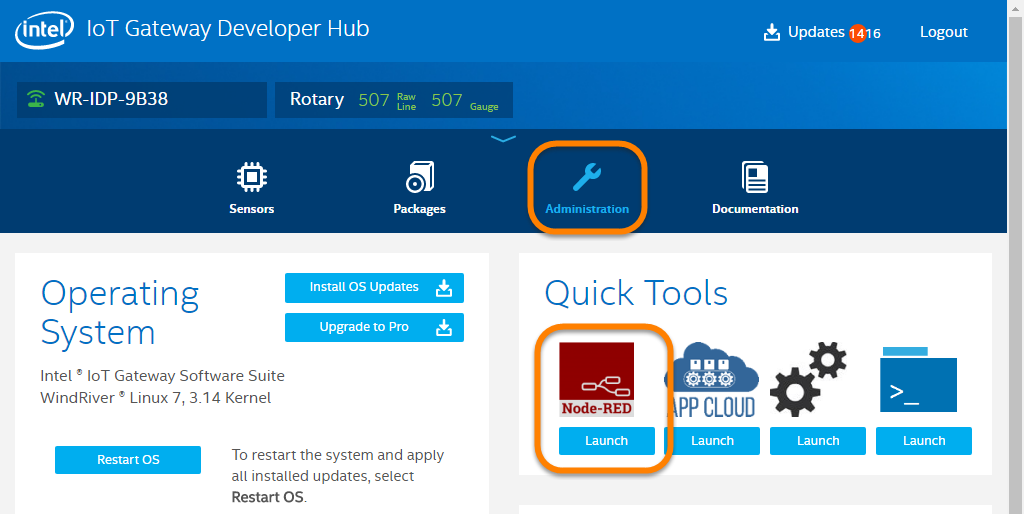 intel IoT Gateway Developer Hub
Updates 1416
Logout
WR-IDP-9B38
Rotary 507 Raw Line 507 Gauge
Sensors
Packages
Administration
Documentation
Operating
System
Install OS Updates
Upgrade to Pro
Intel ® IoT Gateway Software Suite
WindRiver ® Linux 7, 3.14 Kernel
Restart OS
To restart the system and apply
all installed updates, select
Restart OS.
Quick Tools
Node-RED
APP CLOUD
>_
Launch
Launch
Launch
Launch